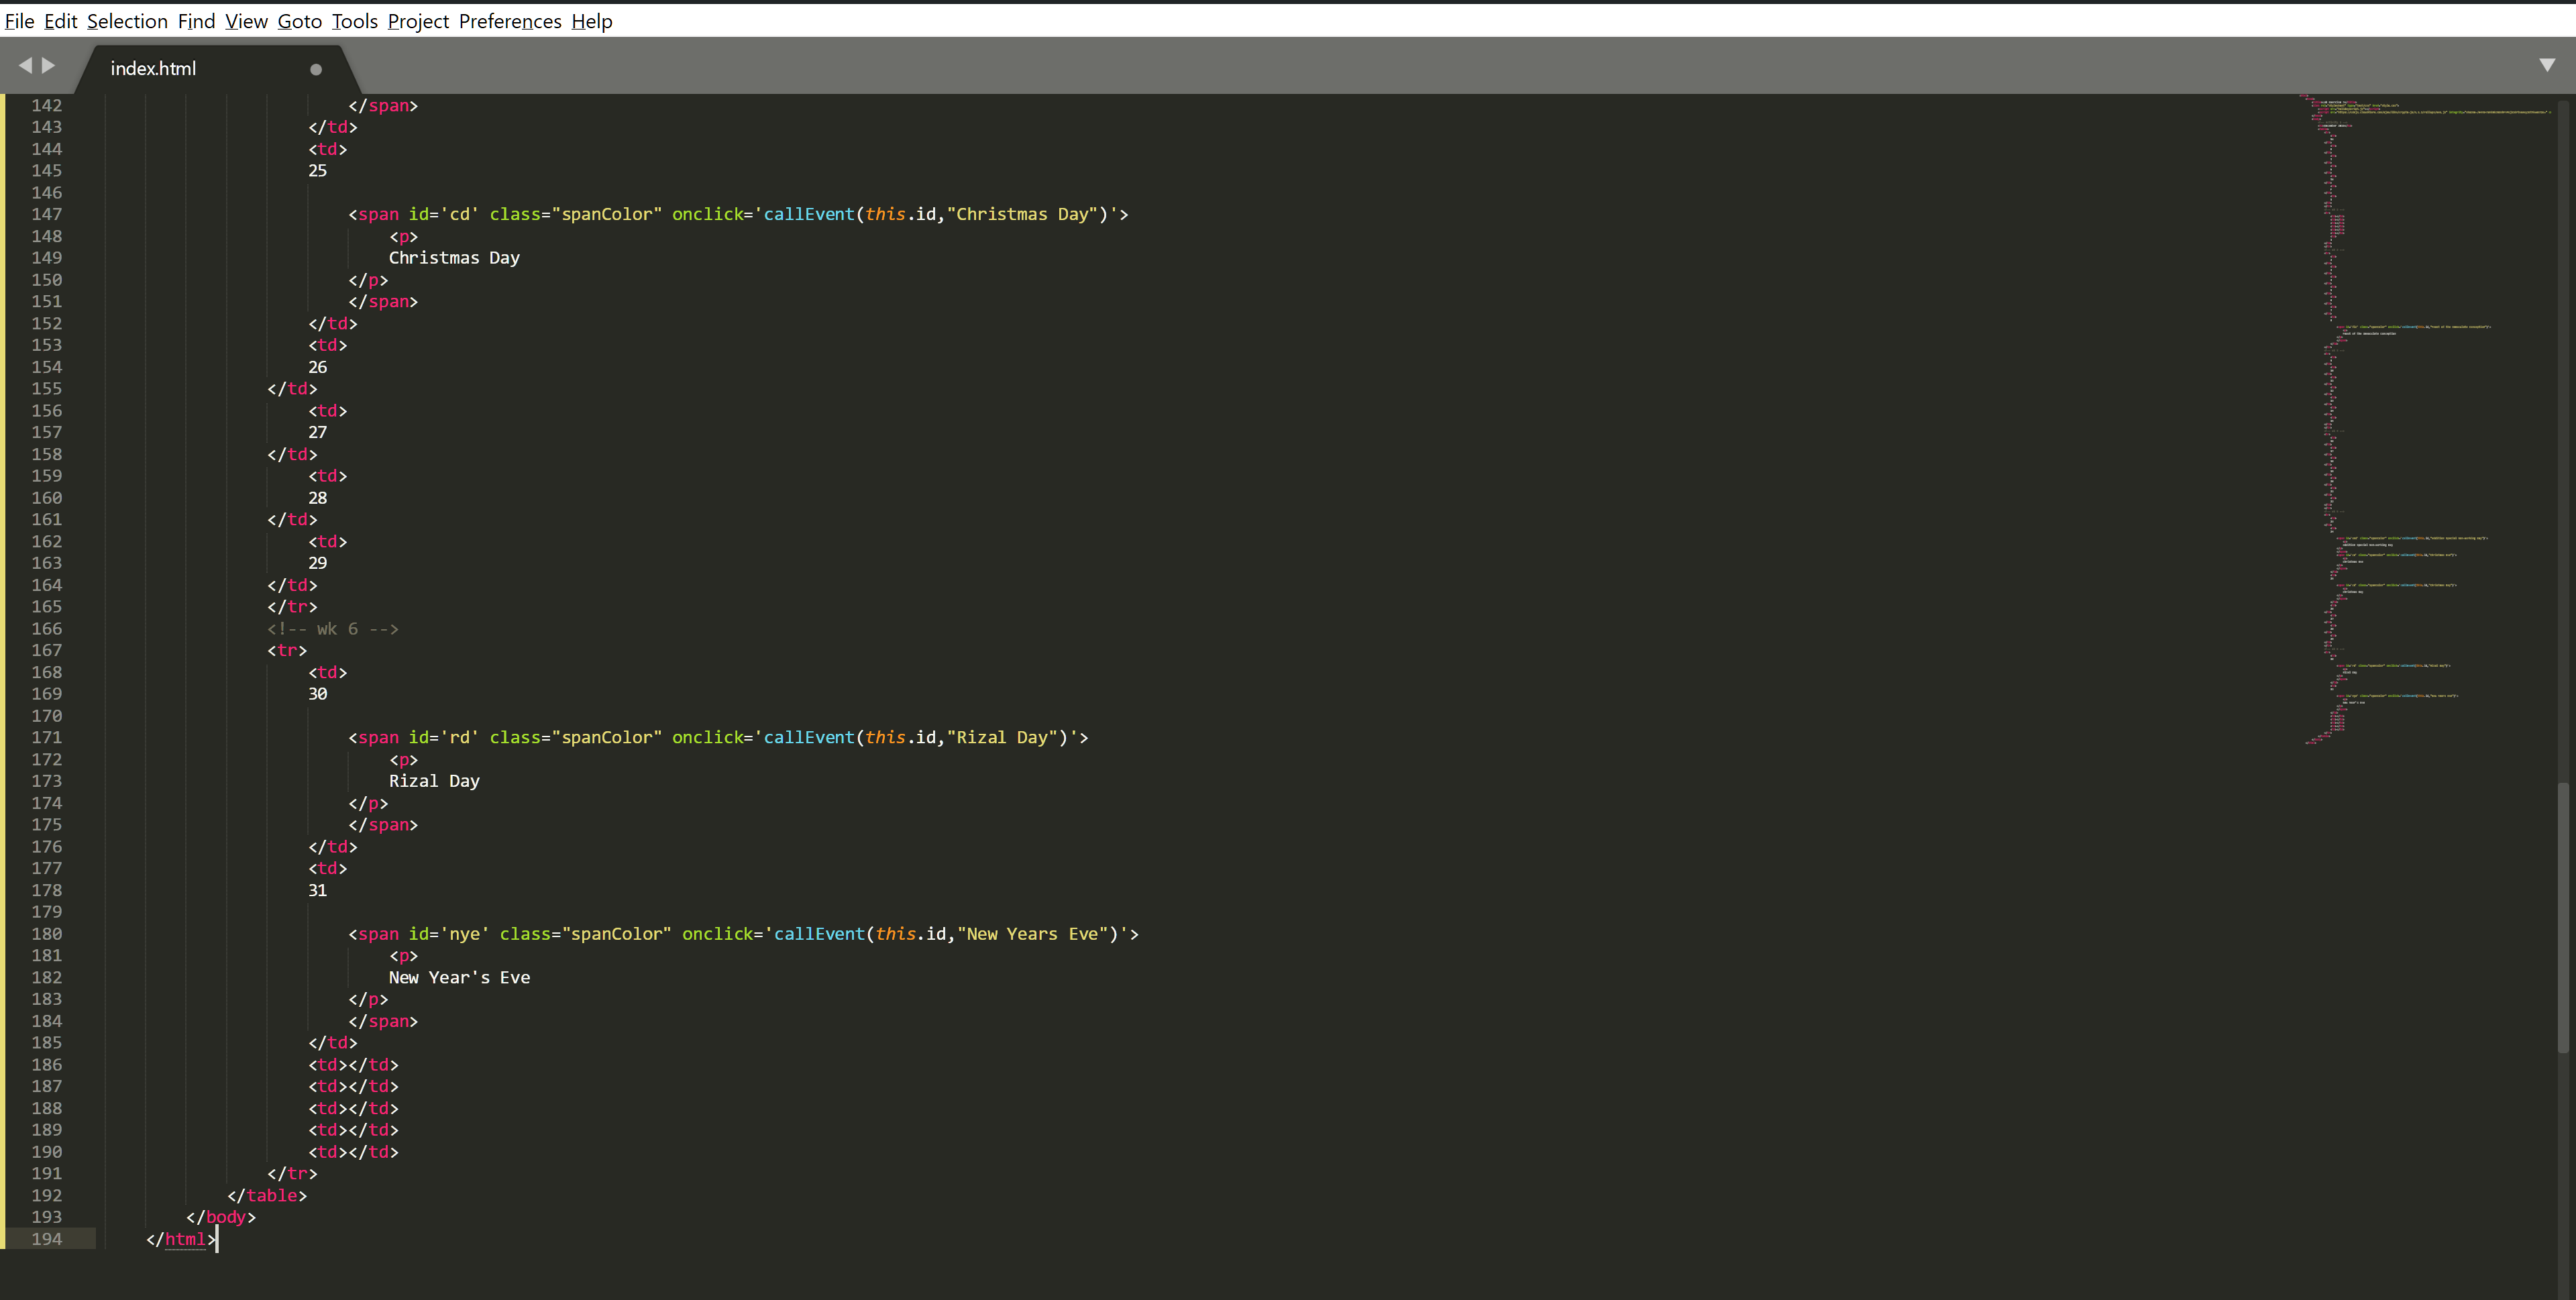 File Edit Selection Find View Goto Tools Project Preferences Help
index.html
142 </span>
143 </td>
144 <td>
145 25
146
147 <span id='cd' class="spanColor" onclick='callEvent(this.id,"Christmas Day")'>
148 <p>
149 Christmas Day
150 </p>
151 </span>
152 </td>
153 <td>
154 26
155 </td>
156 <td>
157 27
158 </td>
159 <td>
160 28
161 </td>
162 <td>
163 29
164 </td>
165 </tr>
166 <!-- wk 6 -->
167 <tr>
168 <td>
169 30
170
171 <span id='rd' class="spanColor" onclick='callEvent(this.id,"Rizal Day")'>
172 <p>
173 Rizal Day
174 </p>
175 </span>
176 </td>
177 <td>
178 31
179
180 <span id='nye' class="spanColor" onclick='callEvent(this.id,"New Years Eve")'>
181 <p>
182 New Year's Eve
183 </p>
184 </span>
185 </td>
186 <td></td>
187 <td></td>
188 <td></td>
189 <td></td>
190 <td></td>
191 </tr>
192 </table>
193 </body>
194 </html>